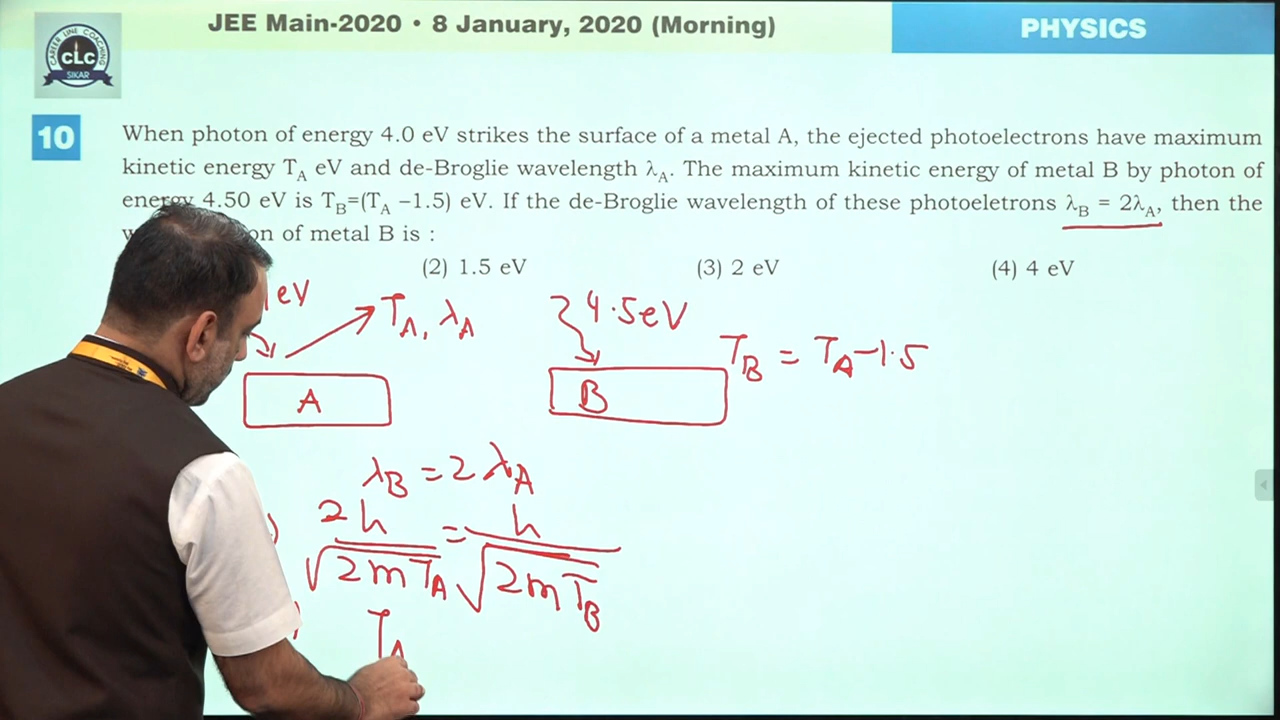 JEE Main-2020 • 8 January, 2020 (Morning)
PHYSICS
CAREER LINE COACHING
CLC
SIKAR
10
When photon of energy 4.0 eV strikes the surface of a metal A, the ejected photoelectrons have maximum
kinetic energy T_A eV and de-Broglie wavelength λ_A. The maximum kinetic energy of metal B by photon of
energy 4.50 eV is T_B=(T_A –1.5) eV. If the de-Broglie wavelength of these photoeletrons λ_B = 2λ_A, then the
of metal B is :
(2) 1.5 eV
(3) 2 eV
(4) 4 eV
eV
T_A, λ_A
4.5eV
T_B = T_A-1.5
A
B
λ_B = 2 λ_A
2h = h
√2mT_A √2mT_B
T_A